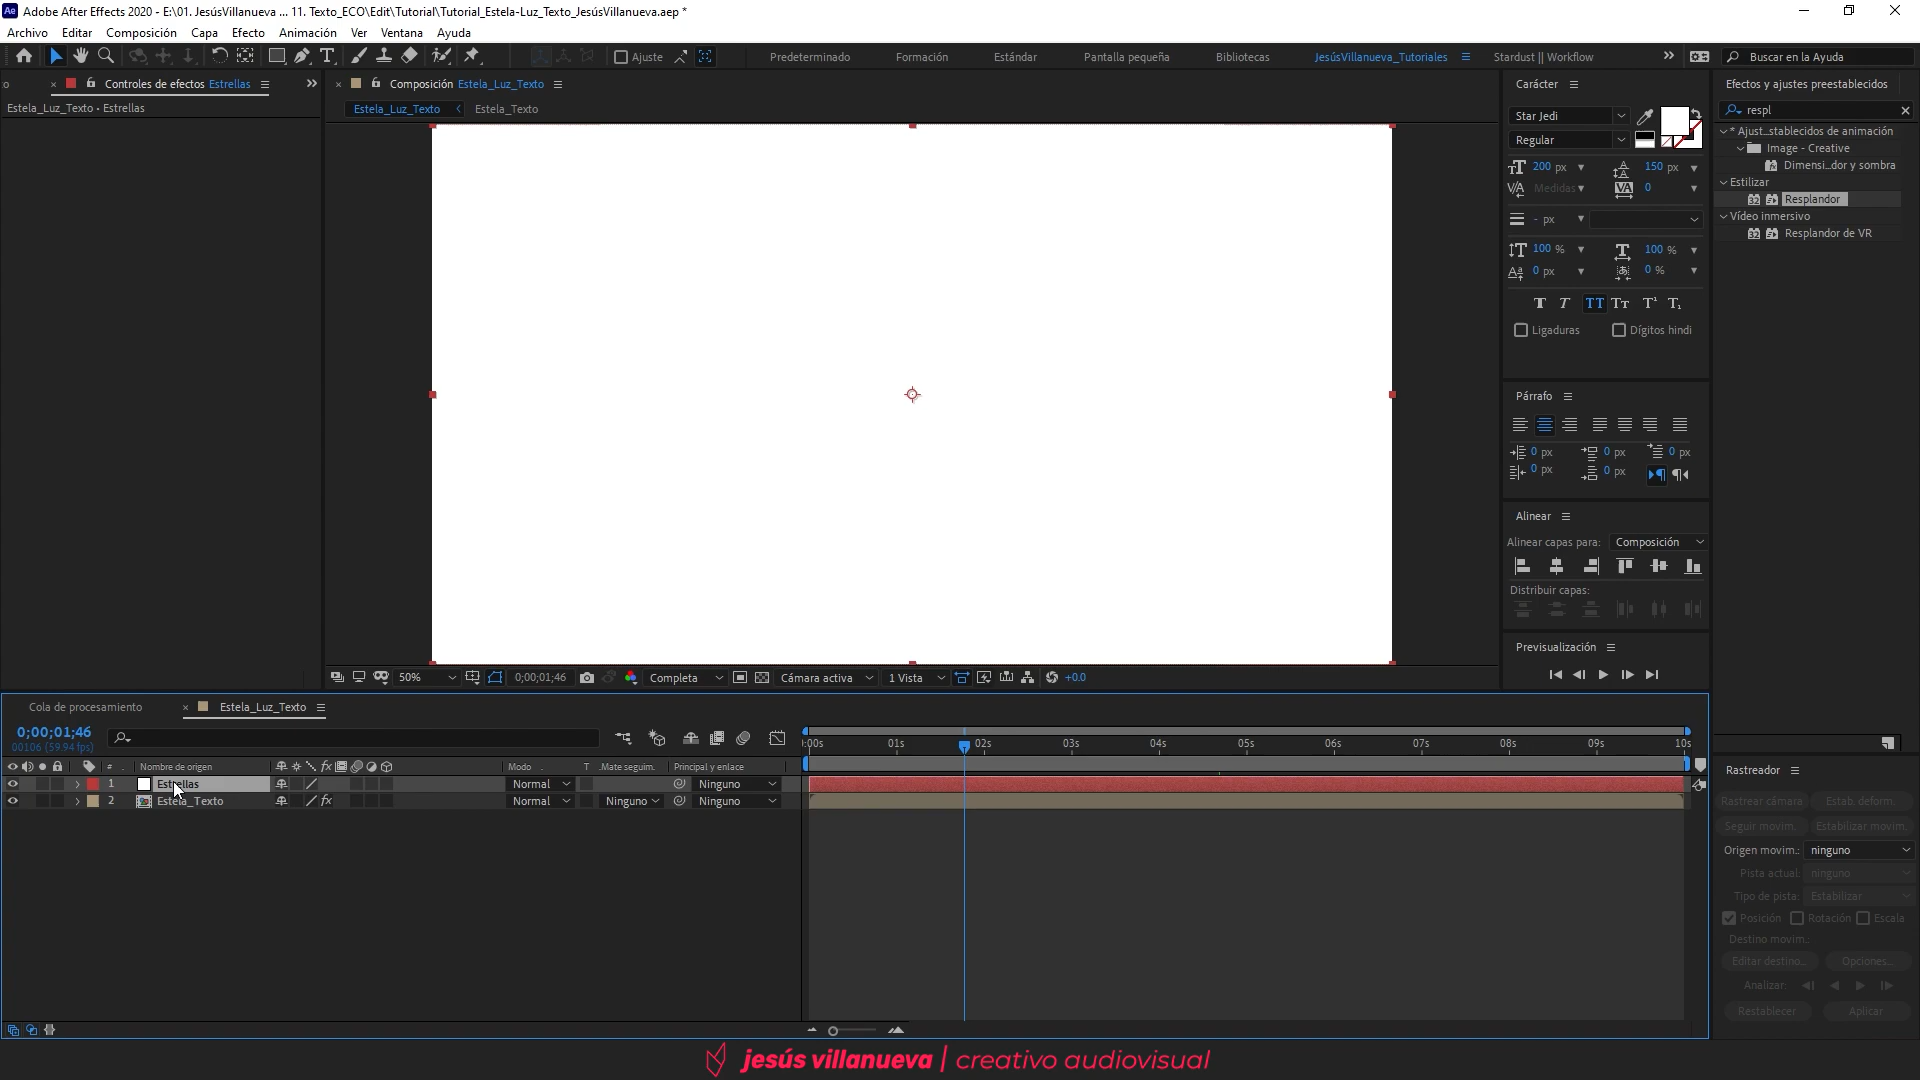 Adobe After Effects 2020 - E:\01. JesúsVillanueva ... 11. Texto_ECO\Edit\Tutorial\Tutorial_Estela-Luz_Texto_JesúsVillanueva.aep *
Archivo Editar Composición Capa Efecto Animación Ver Ventana Ayuda
Ajuste Predeterminado Formación Estándar Pantalla pequeña Bibliotecas JesúsVillanueva_Tutoriales Stardust || Workflow Buscar en la Ayuda
Controles de efectos Estrellas
Composición Estela_Luz_Texto
Carácter
Efectos y ajustes preestablecidos
Estela_Luz_Texto • Estrellas
Estela_Luz_Texto Estela_Texto
Star Jedi
Regular
respl
* Ajust...stablecidos de animación
Image - Creative
Dimensi...dor y sombra
Estilizar
Resplandor
Vídeo inmersivo
Resplandor de VR
200 px 150 px
Medidas 0
- px
100 % 100 %
0 px 0 %
Ligaduras Dígitos hindi
Párrafo
0 px 0 px 0 px
0 px 0 px
Alinear
Alinear capas para: Composición
Distribuir capas:
Previsualización
50% 0;00;01;46 Completa Cámara activa 1 Vista +0.0
Cola de procesamiento Estela_Luz_Texto
0;00;01;46
00106 (59.94 fps)
:00s 01s 02s 03s 04s 05s 06s 07s 08s 09s 10s
# Nombre de origen Modo T .Mate seguim. Principal y enlace
1 Estrellas Normal Ninguno
2 Estela_Texto Normal Ninguno Ninguno
Rastreador
Rastrear cámara Estab. deform.
Seguir movim. Estabilizar movim.
Origen movim.: ninguno
Pista actual: ninguno
Tipo de pista: Estabilizar
Posición Rotación Escala
Destino movim.:
Editar destino... Opciones...
Analizar:
Restablecer Aplicar
jesús villanueva | creativo audiovisual